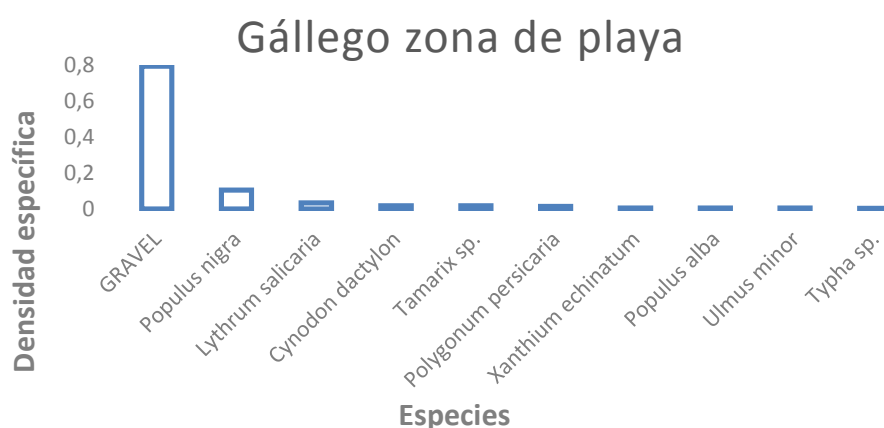 Gállego zona de playa
Densidad específica
0,8
0,6
0,4
0,2
0
GRAVEL
Populus nigra
Lythrum salicaria
Cynodon dactylon
Tamarix sp.
Polygonum persicaria
Xanthium echinatum
Populus alba
Ulmus minor
Typha sp.
Especies